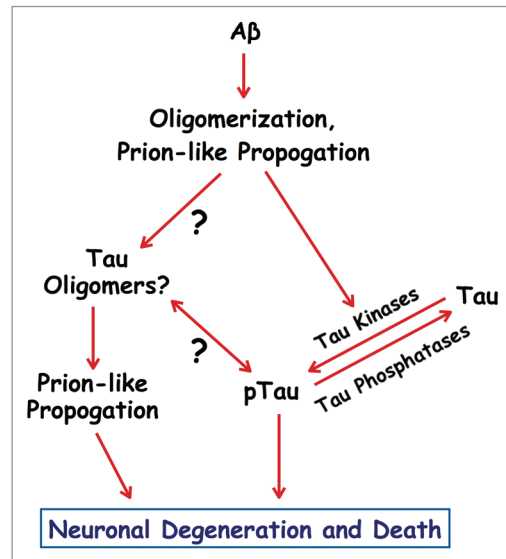 Aβ
Oligomerization,
Prion-like Propogation
?
Tau
Oligomers?
Tau Kinases
Tau
?
Tau Phosphatases
Prion-like
Propogation
pTau
Neuronal Degeneration and Death